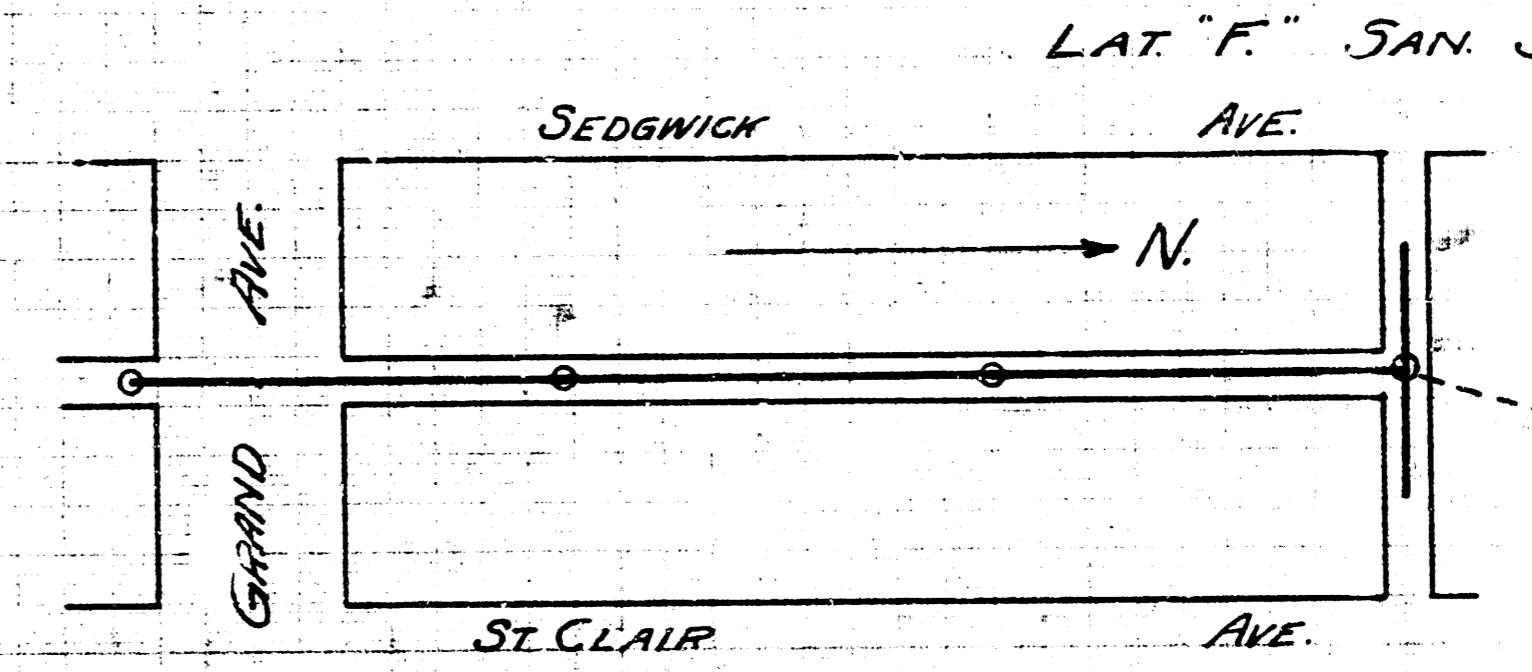 LAT. "F." SAN.
SEDGWICK AVE.
GRAND AVE.
N.
ST. CLAIR AVE.